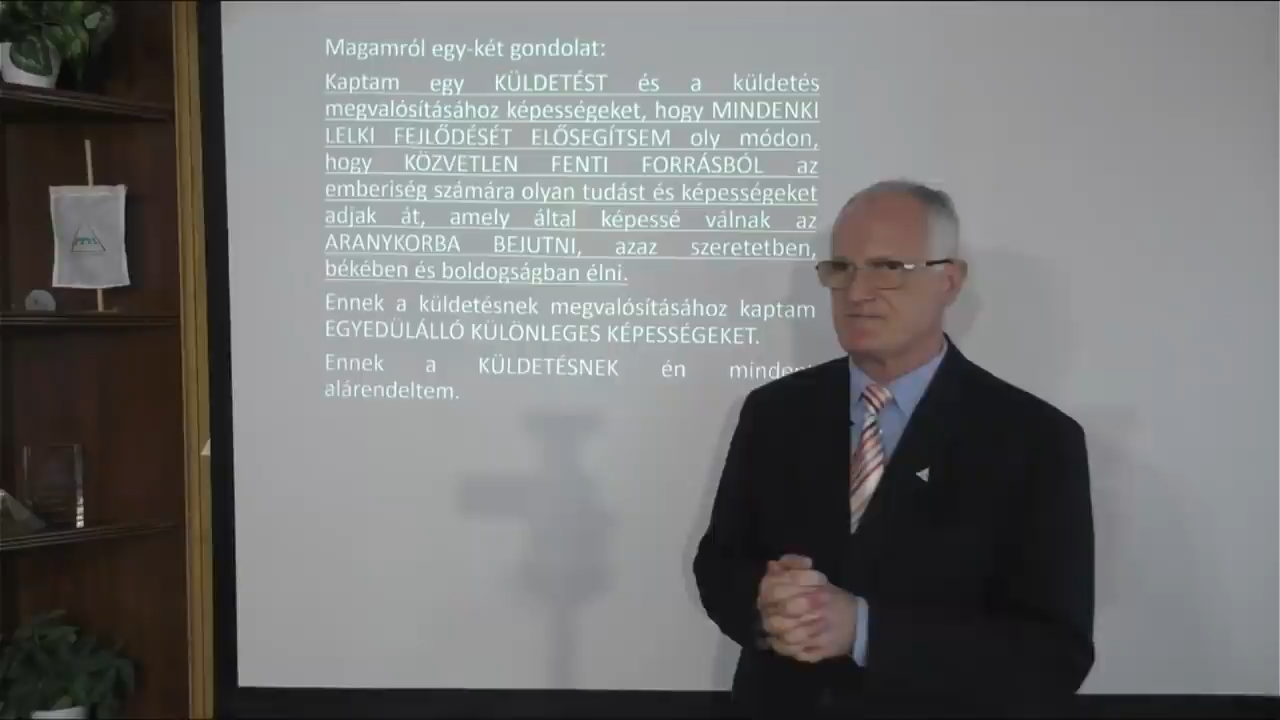 Magamról egy-két gondolat:
Kaptam egy KÜLDETÉST és a küldetés
megvalósításához képességeket, hogy MINDENKI
LELKI FEJLŐDÉSÉT ELŐSEGÍTSEM oly módon,
hogy KÖZVETLEN FENTI FORRÁSBÓL az
emberiség számára olyan tudást és képességeket
adjak át, amely által képessé válnak az
ARANYKORBA BEJUTNI, azaz szeretetben,
békében és boldogságban élni.
Ennek a küldetésnek megvalósításához kaptam
EGYEDÜLÁLLÓ KÜLÖNLEGES KÉPESSÉGEKET.
Ennek a KÜLDETÉSNEK én mindent
alárendeltem.